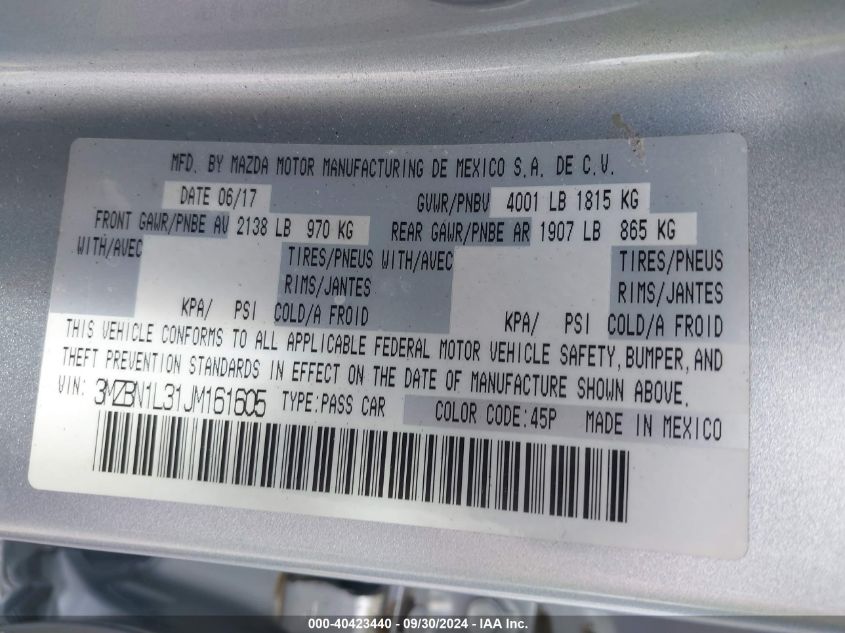 MFD. BY MAZDA MOTOR MANUFACTURING DE MEXICO S.A. DE C.V.
DATE 06/17 GVWR/PNBV 4001 LB 1815 KG
FRONT GAWR/PNBE AV 2138 LB 970 KG REAR GAWR/PNBE AR 1907 LB 865 KG
WITH/AVEC TIRES/PNEUS WITH/AVEC TIRES/PNEUS
RIMS/JANTES RIMS/JANTES
KPA/ PSI COLD/A FROID KPA/ PSI COLD/A FROID
THIS VEHICLE CONFORMS TO ALL APPLICABLE FEDERAL MOTOR VEHICLE SAFETY, BUMPER, AND
THEFT PREVENTION STANDARDS IN EFFECT ON THE DATE OF MANUFACTURE SHOWN ABOVE.
VIN: 3MZBN1L31JM161605 TYPE:PASS CAR COLOR CODE:45P MADE IN MEXICO
000-40423440 - 09/30/2024 - IAA Inc.